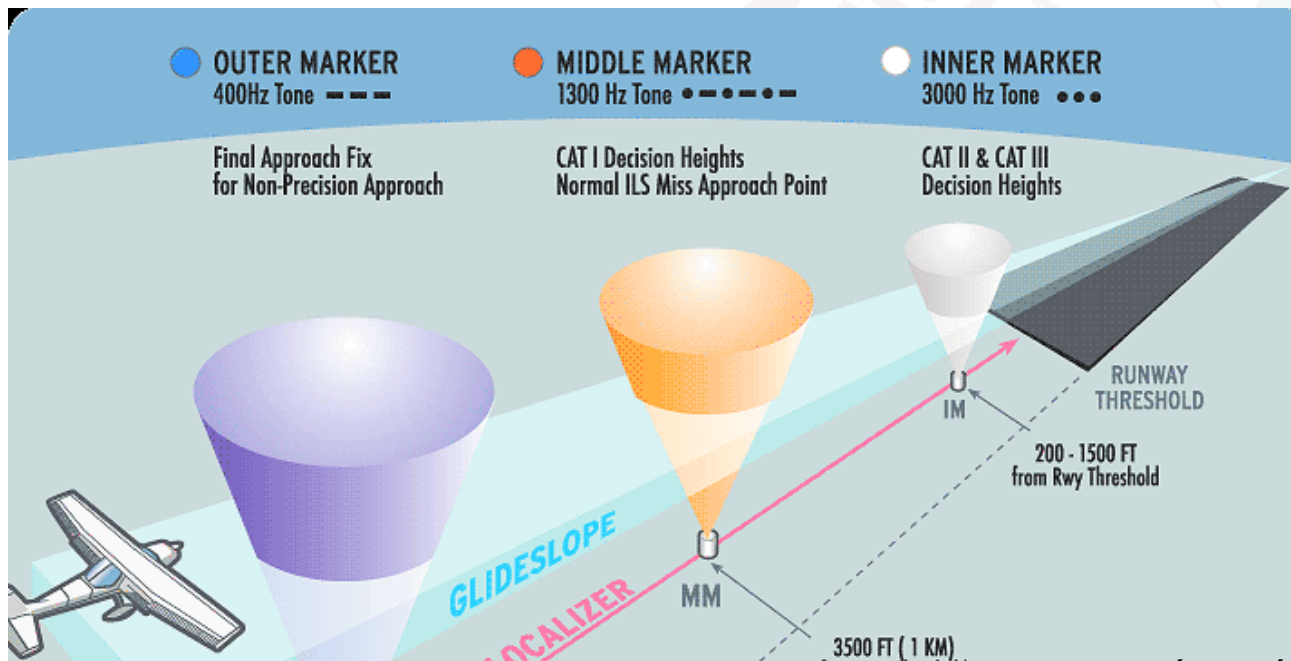 OUTER MARKER
400Hz Tone
Final Approach Fix
for Non-Precision Approach
MIDDLE MARKER
1300 Hz Tone
CAT I Decision Heights
Normal ILS Miss Approach Point
INNER MARKER
3000 Hz Tone
CAT II & CAT III
Decision Heights
RUNWAY
THRESHOLD
IM
200 - 1500 FT
from Rwy Threshold
GLIDESLOPE
LOCALIZER
MM
3500 FT ( 1 KM)